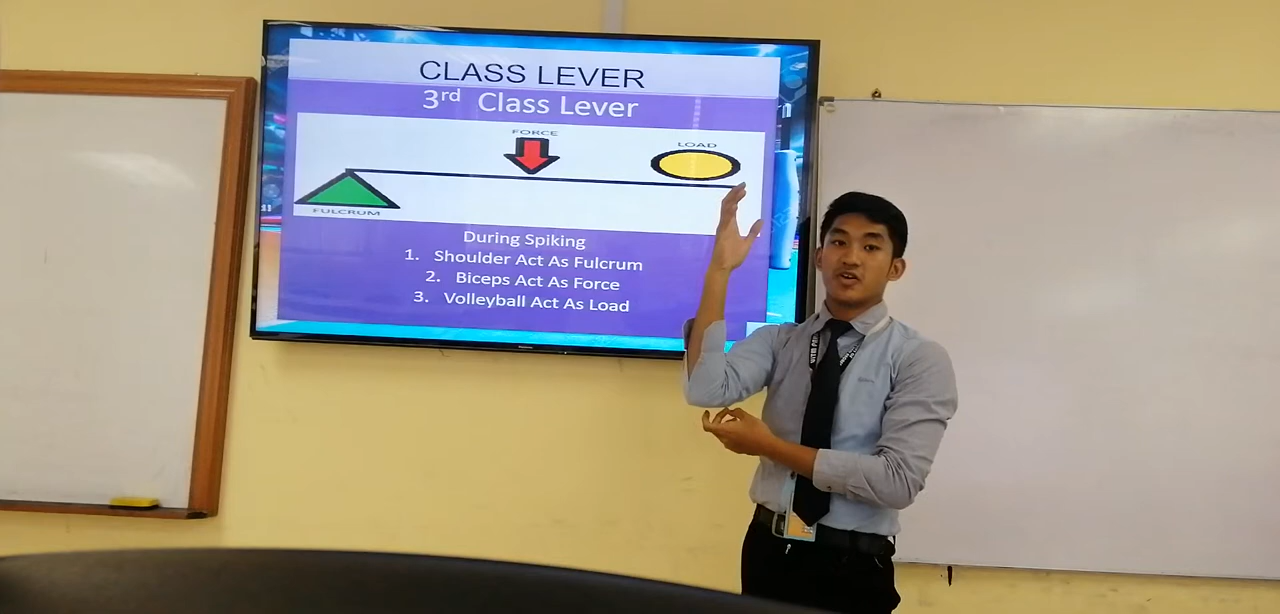 CLASS LEVER
3rd Class Lever
FORCE
LOAD
FULCRUM
During Spiking
1. Shoulder Act As Fulcrum
2. Biceps Act As Force
3. Volleyball Act As Load